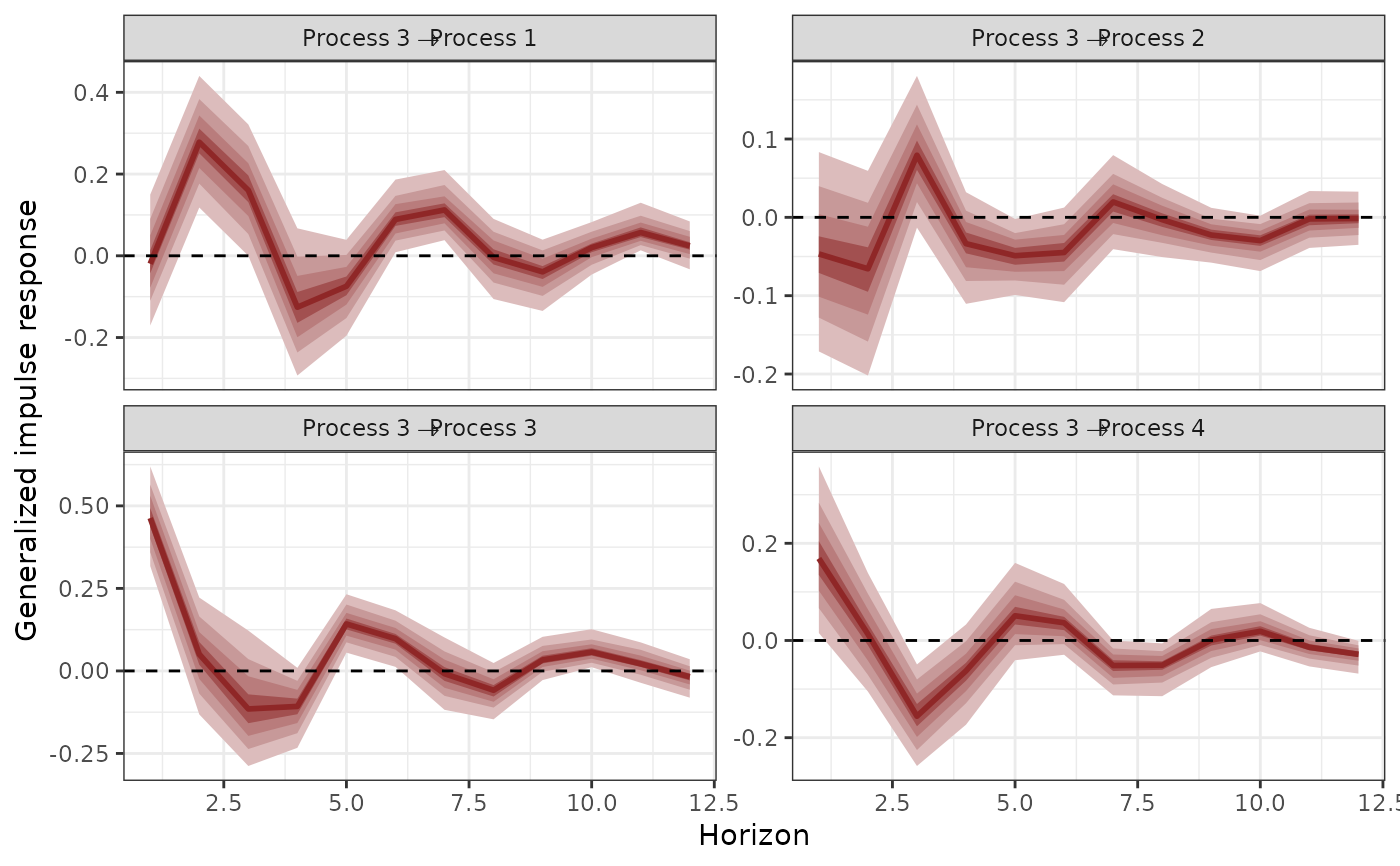 Process 3 → Process 1
Process 3 → Process 2
0.4
0.2
0.0
-0.2
0.1
0.0
-0.1
-0.2
Generalized impulse response
Process 3 → Process 3
Process 3 → Process 4
0.50
0.25
0.00
-0.25
0.2
0.0
-0.2
2.5 5.0 7.5 10.0 12.5
2.5 5.0 7.5 10.0 12.5
Horizon